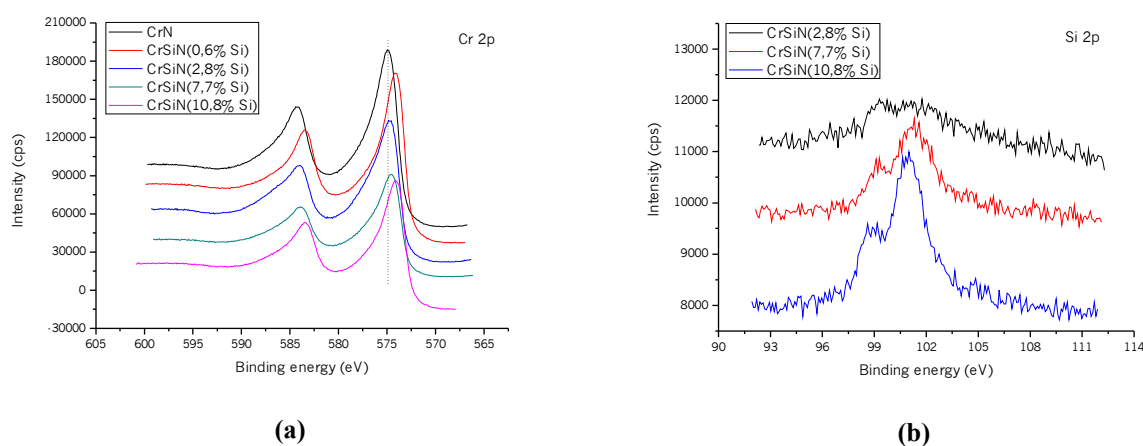 Cr 2p
CrN
CrSiN(0,6% Si)
CrSiN(2,8% Si)
CrSiN(7,7% Si)
CrSiN(10,8% Si)
210000
180000
150000
120000
90000
60000
30000
0
-30000
Intensity (cps)
605 600 595 590 585 580 575 570 565
Binding energy (eV)
(a)
Si 2p
CrSiN(2,8% Si)
CrSiN(7,7% Si)
CrSiN(10,8% Si)
13000
12000
11000
10000
9000
8000
Intensity (cps)
90 93 96 99 102 105 108 111 114
Binding energy (eV)
(b)